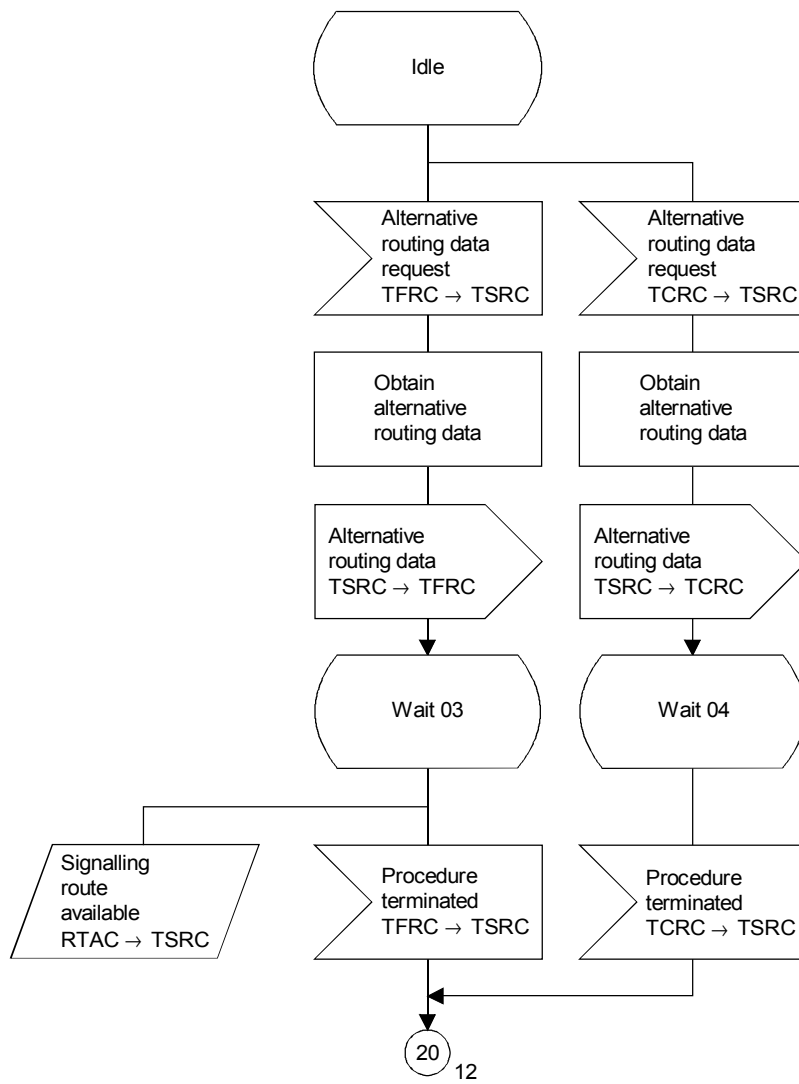 Idle
Alternative
routing data
request
TFRC → TSRC
Alternative
routing data
request
TCRC → TSRC
Obtain
alternative
routing data
Obtain
alternative
routing data
Alternative
routing data
TSRC → TFRC
Alternative
routing data
TSRC → TCRC
Wait 03
Wait 04
Signalling
route
available
RTAC → TSRC
Procedure
terminated
TFRC → TSRC
Procedure
terminated
TCRC → TSRC
20
12